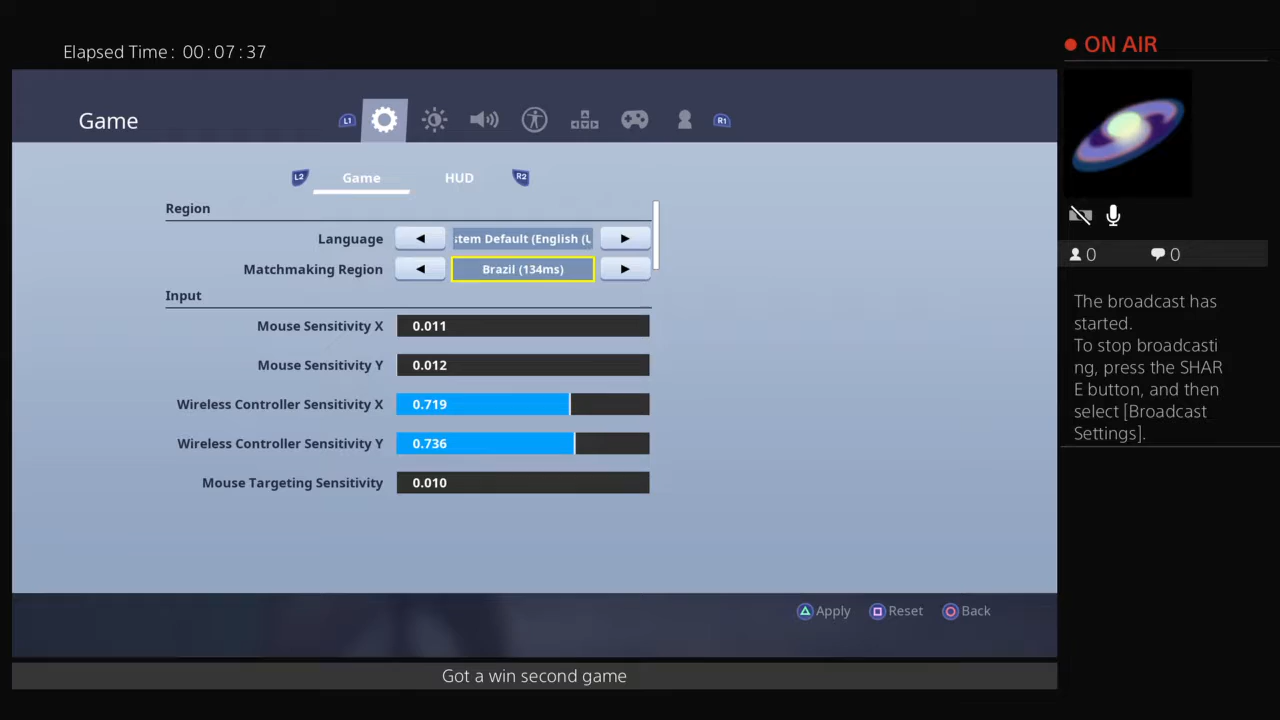 Elapsed Time: 00:07:37
ON AIR
Game
L1
R1
L2
Game
HUD
R2
Region
Language
stem Default (English (U
Matchmaking Region
Brazil (134ms)
Input
Mouse Sensitivity X
0.011
Mouse Sensitivity Y
0.012
Wireless Controller Sensitivity X
0.719
Wireless Controller Sensitivity Y
0.736
Mouse Targeting Sensitivity
0.010
Apply
Reset
Back
Got a win second game
0
0
The broadcast has
started.
To stop broadcasti
ng, press the SHAR
E button, and then
select [Broadcast
Settings].